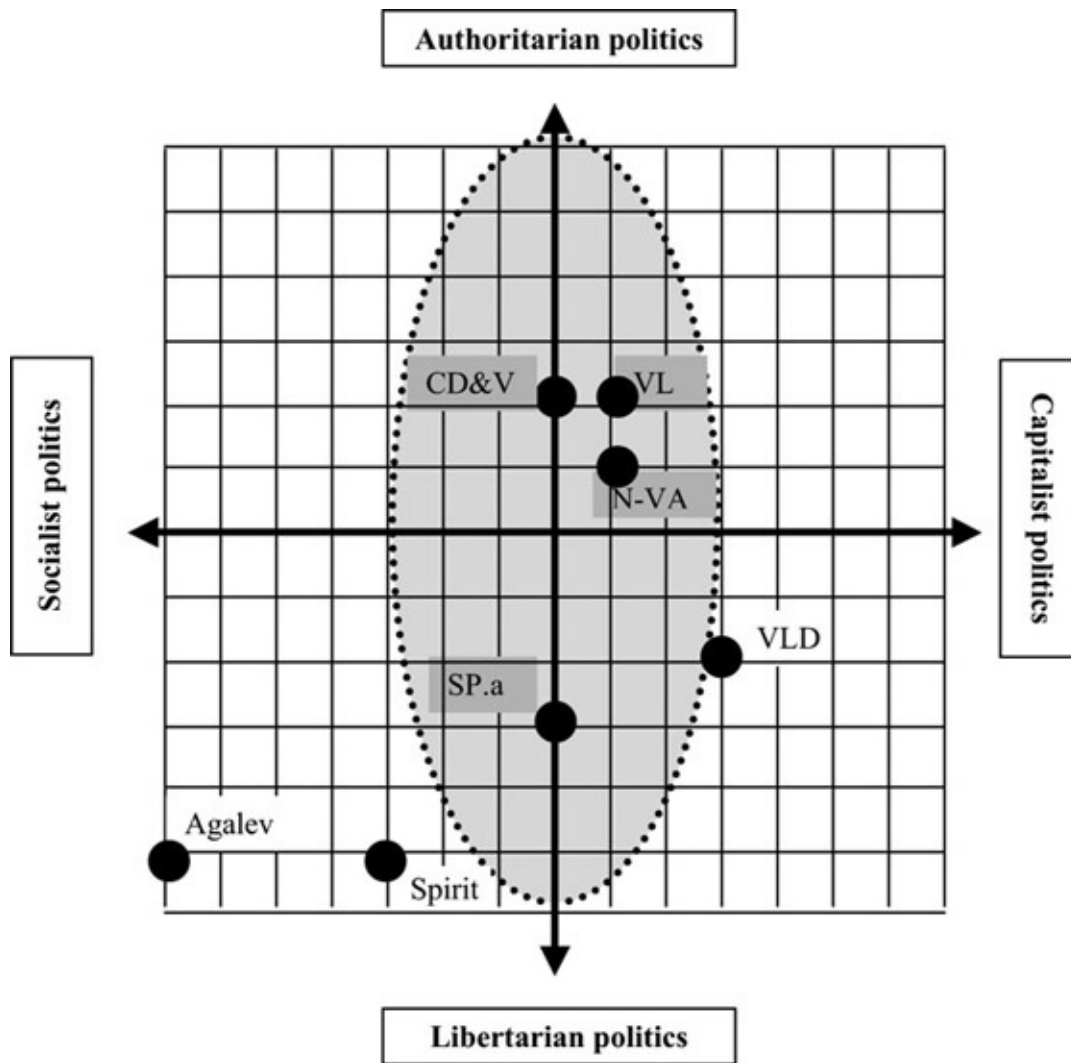 Authoritarian politics
CD&V
VL
N-VA
Socialist politics
Capitalist politics
VLD
SP.a
Agalev
Spirit
Libertarian politics